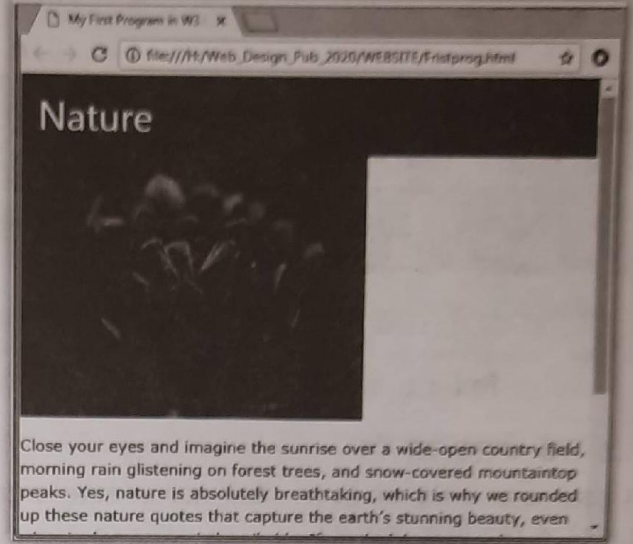 My First Program in W3
file:///H:/Web_Design_Pub_2020/WEBSITE/Fristprog.html
Nature
Close your eyes and imagine the sunrise over a wide-open country field,
morning rain glistening on forest trees, and snow-covered mountaintop
peaks. Yes, nature is absolutely breathtaking, which is why we rounded
up these nature quotes that capture the earth's stunning beauty, even